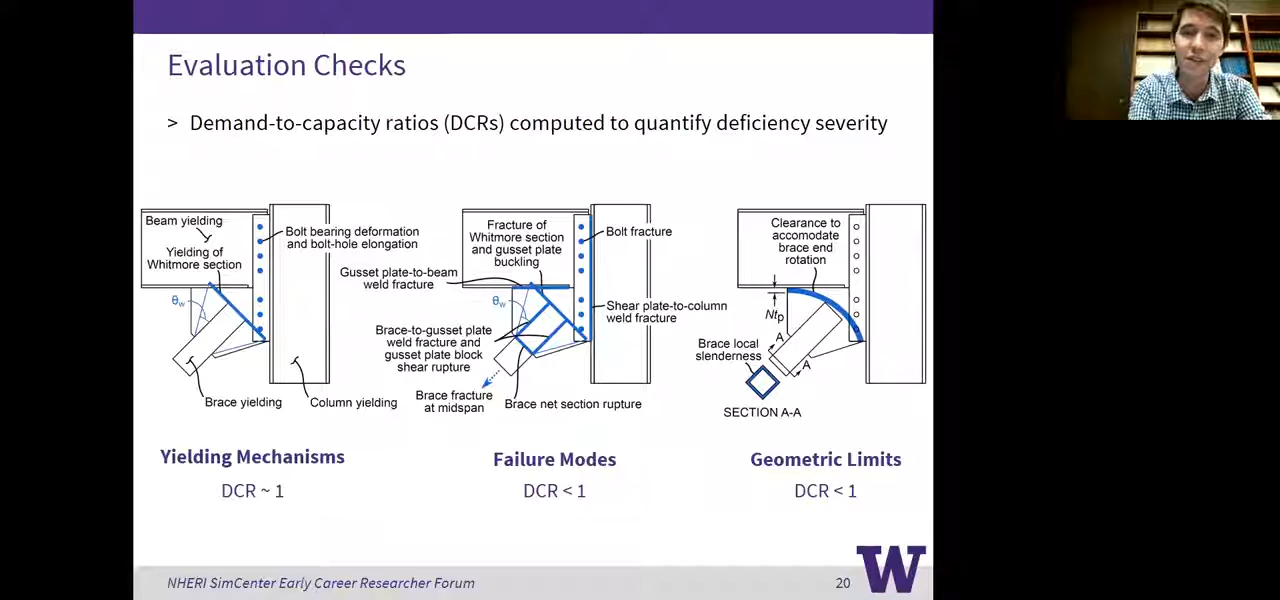 Evaluation Checks
> Demand-to-capacity ratios (DCRs) computed to quantify deficiency severity
Beam yielding
Yielding of
Whitmore section
θw
Bolt bearing deformation
and bolt-hole elongation
Brace yielding
Column yielding
Yielding Mechanisms
DCR ~ 1
Fracture of
Whitmore section
and gusset plate
buckling
Bolt fracture
Gusset plate-to-beam
weld fracture
θw
Shear plate-to-column
weld fracture
Brace-to-gusset plate
weld fracture and
gusset plate block
shear rupture
Brace fracture
at midspan
Brace net section rupture
Failure Modes
DCR < 1
Clearance to
accomodate
brace end
rotation
Ntp
Brace local
slenderness
A
A
SECTION A-A
Geometric Limits
DCR < 1
NHERI SimCenter Early Career Researcher Forum
20
W